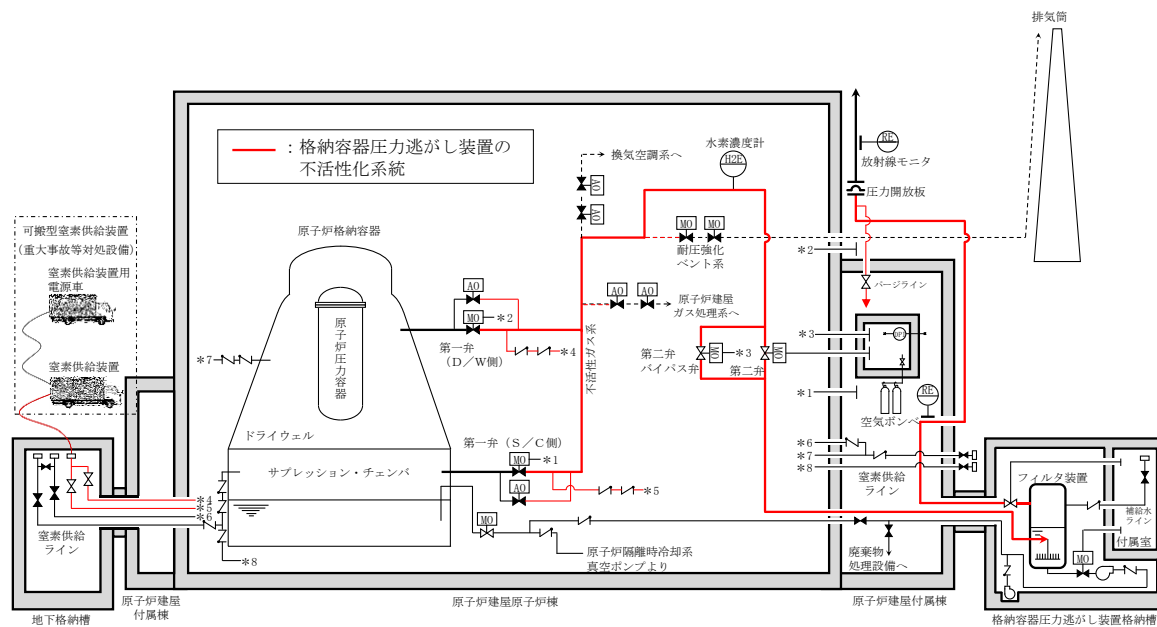 排気筒
：格納容器圧力逃がし装置の
不活性化系統
水素濃度計
H2E
RE
放射線モニタ
換気空調系へ
AO
AO
圧力開放板
可搬型窒素供給装置
(重大事故等対処設備)
窒素供給装置用
電源車
窒素供給装置
原子炉格納容器
原子炉圧力容器
MO
MO
耐圧強化
ベント系
*2
パージライン
AO
MO
*2
AO
AO
原子炉建屋
ガス処理系へ
不活性ガス系
第一弁
(D／W側)
*4
*7
MO
*3
第二弁
バイパス弁
MO
第二弁
*3
DPI
*1
RE
空気ボンベ
ドライウェル
サプレッション・チェンバ
第一弁（S／C側)
MO
*1
AO
*5
*6
*7
*8
窒素供給
ライン
フィルタ装置
補給水
ライン
付属室
*4
*5
*6
*8
窒素供給
ライン
MO
原子炉隔離時冷却系
真空ポンプより
廃棄物
処理設備へ
MO
地下格納槽
原子炉建屋
付属棟
原子炉建屋原子炉棟
原子炉建屋付属棟
格納容器圧力逃がし装置格納槽